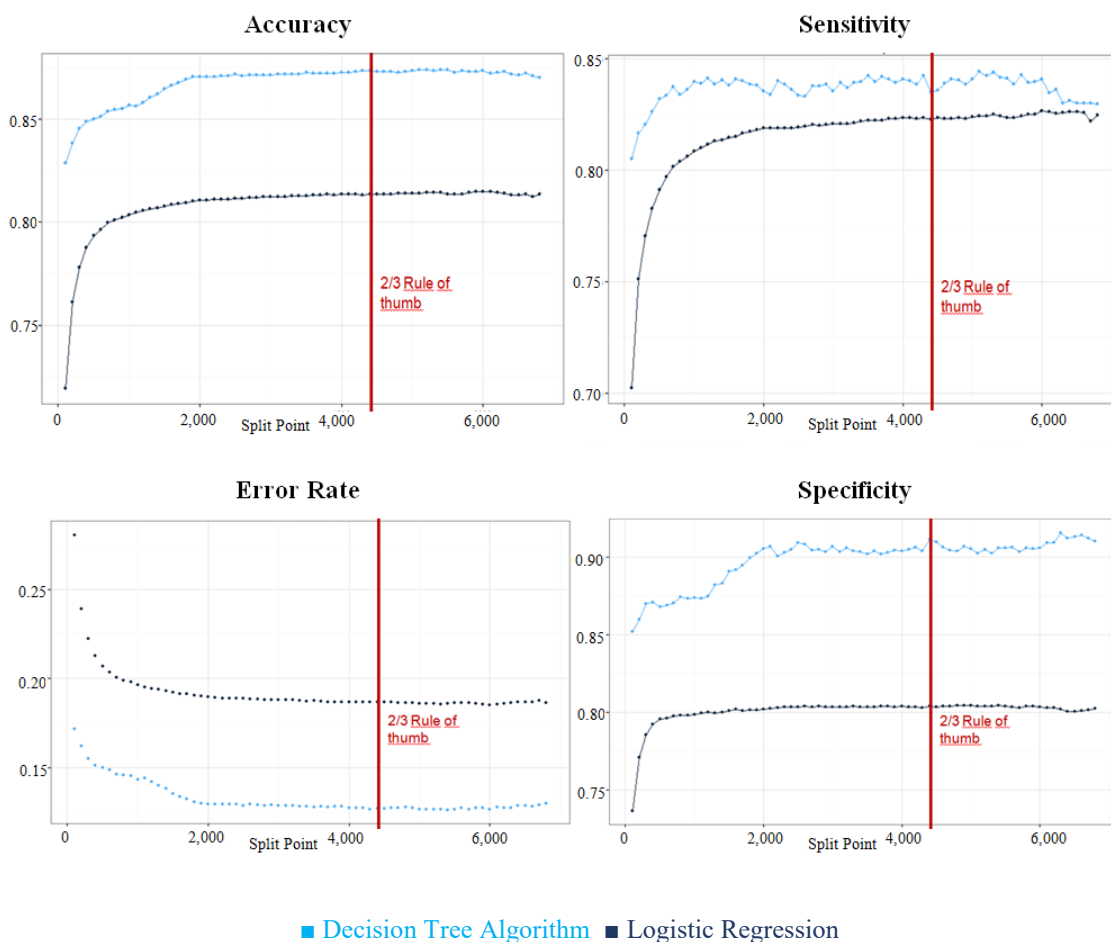 Accuracy
0.85
0.80
0.75
2/3 Rule of
thumb
0
2,000
4,000
6,000
Split Point
Sensitivity
0.85
0.80
0.75
0.70
2/3 Rule of
thumb
0
2,000
4,000
6,000
Split Point
Error Rate
0.25
0.20
0.15
2/3 Rule of
thumb
0
2,000
4,000
6,000
Split Point
Specificity
0.90
0.85
0.80
0.75
2/3 Rule of
thumb
0
2,000
4,000
6,000
Split Point
Decision Tree Algorithm Logistic Regression